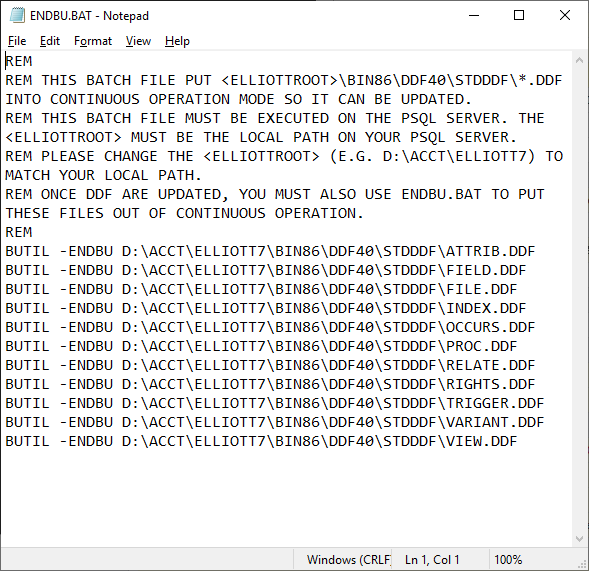 ENDBU.BAT - Notepad
File Edit Format View Help
REM
REM THIS BATCH FILE PUT <ELLIOTTROOT>\BIN86\DDF40\STDDDF\*.DDF
INTO CONTINUOUS OPERATION MODE SO IT CAN BE UPDATED.
REM THIS BATCH FILE MUST BE EXECUTED ON THE PSQL SERVER. THE
<ELLIOTTROOT> MUST BE THE LOCAL PATH ON YOUR PSQL SERVER.
REM PLEASE CHANGE THE <ELLIOTTROOT> (E.G. D:\ACCT\ELLIOTT7) TO
MATCH YOUR LOCAL PATH.
REM ONCE DDF ARE UPDATED, YOU MUST ALSO USE ENDBU.BAT TO PUT
THESE FILES OUT OF CONTINUOUS OPERATION.
REM
BUTIL -ENDBU D:\ACCT\ELLIOTT7\BIN86\DDF40\STDDDF\ATTRIB.DDF
BUTIL -ENDBU D:\ACCT\ELLIOTT7\BIN86\DDF40\STDDDF\FIELD.DDF
BUTIL -ENDBU D:\ACCT\ELLIOTT7\BIN86\DDF40\STDDDF\FILE.DDF
BUTIL -ENDBU D:\ACCT\ELLIOTT7\BIN86\DDF40\STDDDF\INDEX.DDF
BUTIL -ENDBU D:\ACCT\ELLIOTT7\BIN86\DDF40\STDDDF\OCCURS.DDF
BUTIL -ENDBU D:\ACCT\ELLIOTT7\BIN86\DDF40\STDDDF\PROC.DDF
BUTIL -ENDBU D:\ACCT\ELLIOTT7\BIN86\DDF40\STDDDF\RELATE.DDF
BUTIL -ENDBU D:\ACCT\ELLIOTT7\BIN86\DDF40\STDDDF\RIGHTS.DDF
BUTIL -ENDBU D:\ACCT\ELLIOTT7\BIN86\DDF40\STDDDF\TRIGGER.DDF
BUTIL -ENDBU D:\ACCT\ELLIOTT7\BIN86\DDF40\STDDDF\VARIANT.DDF
BUTIL -ENDBU D:\ACCT\ELLIOTT7\BIN86\DDF40\STDDDF\VIEW.DDF
Windows (CRLF Ln 1, Col 1 100%